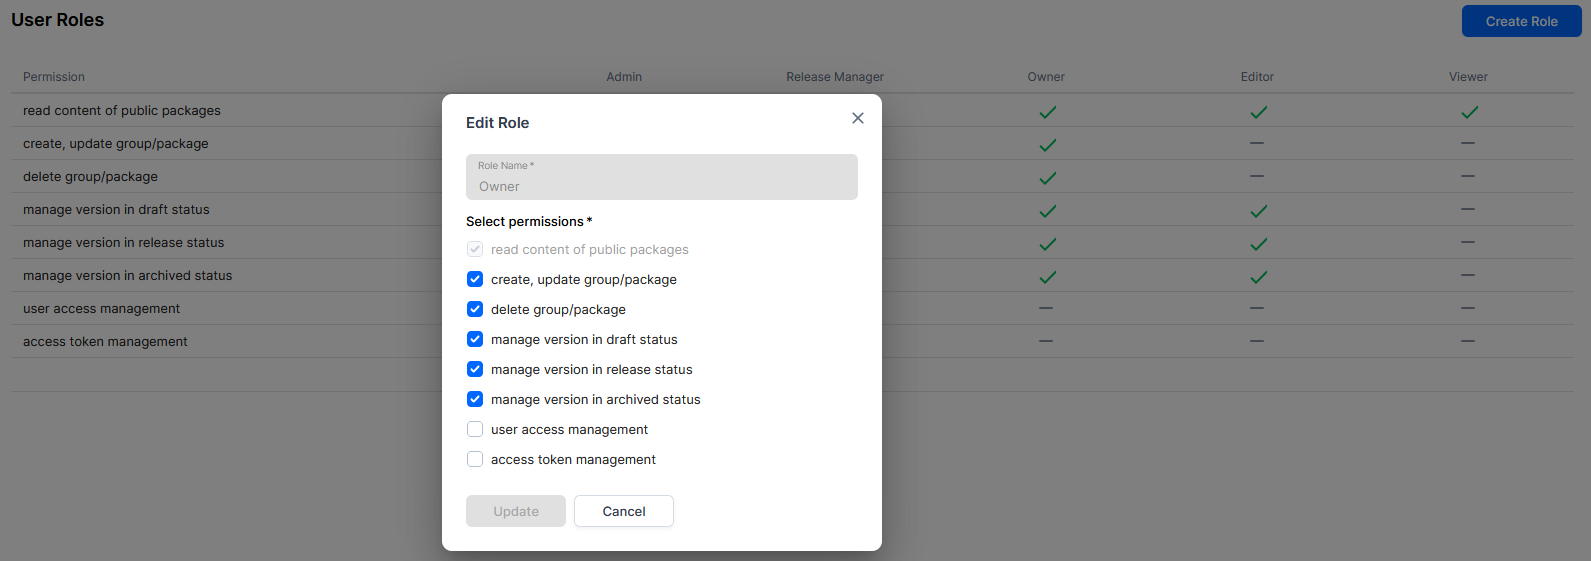 User Roles
Create Role
Permission Admin Release Manager Owner Editor Viewer
read content of public packages
create, update group/package
delete group/package
manage version in draft status
manage version in release status
manage version in archived status
user access management
access token management
Edit Role
Role Name *
Owner
Select permissions *
read content of public packages
create, update group/package
delete group/package
manage version in draft status
manage version in release status
manage version in archived status
user access management
access token management
Update Cancel